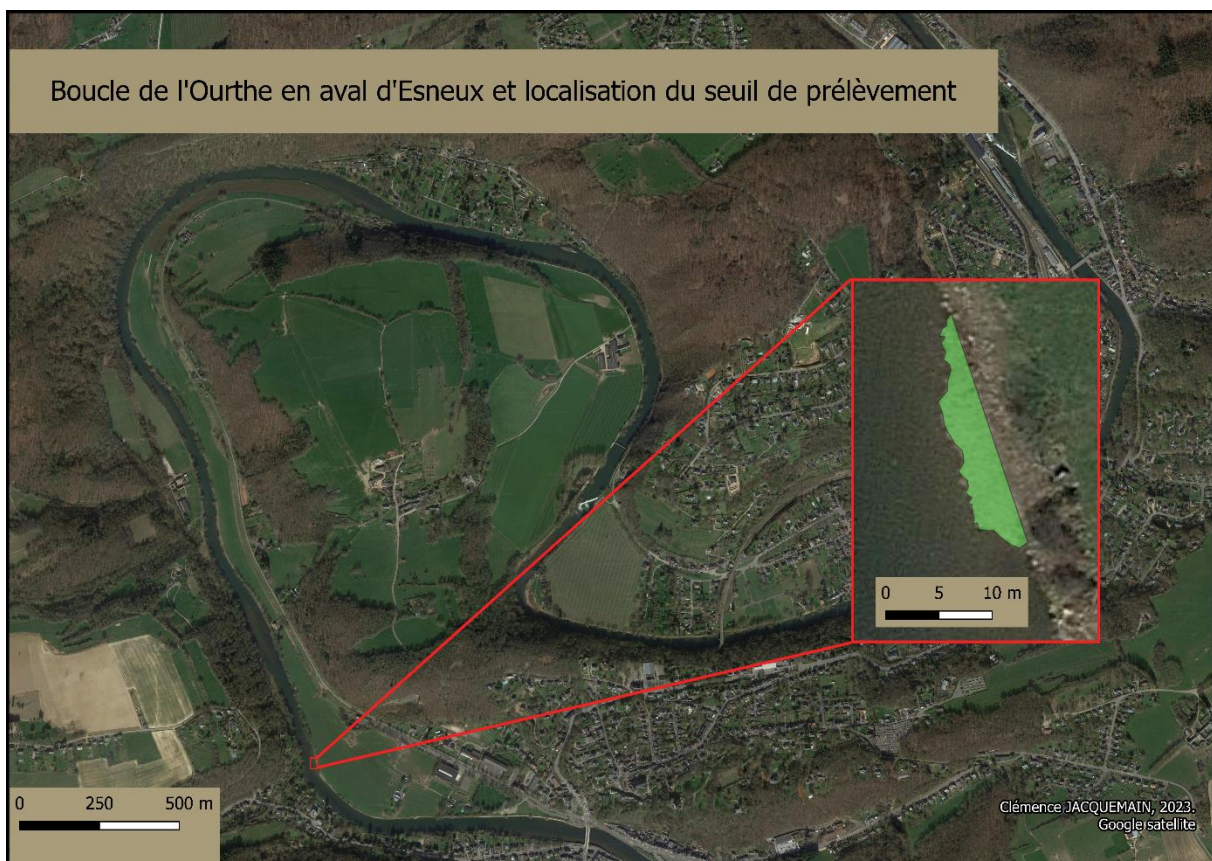 Boucle de l'Ourthe en aval d'Esneux et localisation du seuil de prélèvement
0 5 10 m
0 250 500 m
Clémence JACQUEMAIN, 2023.
Google satellite